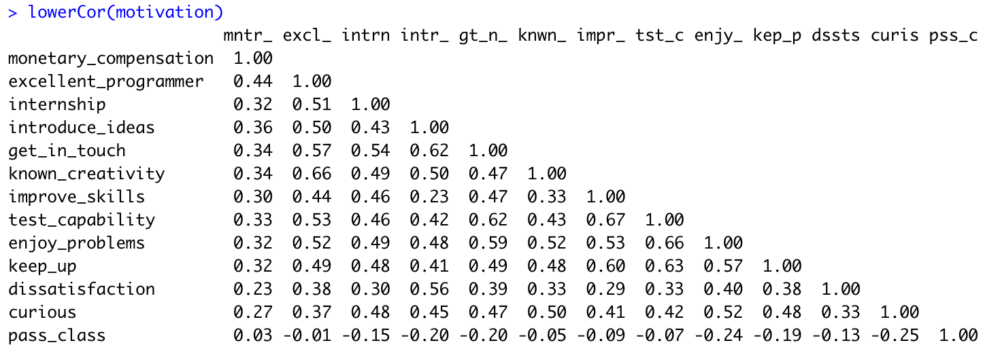 > lowerCor(motivation)
                     mntr_ excl_ intrn intr_ gt_n_ knwn_ impr_ tst_c enjy_ kep_p dssts curis pss_c
monetary_compensation  1.00
excellent_programmer   0.44  1.00
internship             0.32  0.51  1.00
introduce_ideas        0.36  0.50  0.43  1.00
get_in_touch           0.34  0.57  0.54  0.62  1.00
known_creativity       0.34  0.66  0.49  0.50  0.47  1.00
improve_skills         0.30  0.44  0.46  0.23  0.47  0.33  1.00
test_capability        0.33  0.53  0.46  0.42  0.62  0.43  0.67  1.00
enjoy_problems         0.32  0.52  0.49  0.48  0.59  0.52  0.53  0.66  1.00
keep_up                0.32  0.49  0.48  0.41  0.49  0.48  0.60  0.63  0.57  1.00
dissatisfaction        0.23  0.38  0.30  0.56  0.39  0.33  0.29  0.33  0.40  0.38  1.00
curious                0.27  0.37  0.48  0.45  0.47  0.50  0.41  0.42  0.52  0.48  0.33  1.00
pass_class             0.03 -0.01 -0.15 -0.20 -0.20 -0.05 -0.09 -0.07 -0.24 -0.19 -0.13 -0.25  1.00